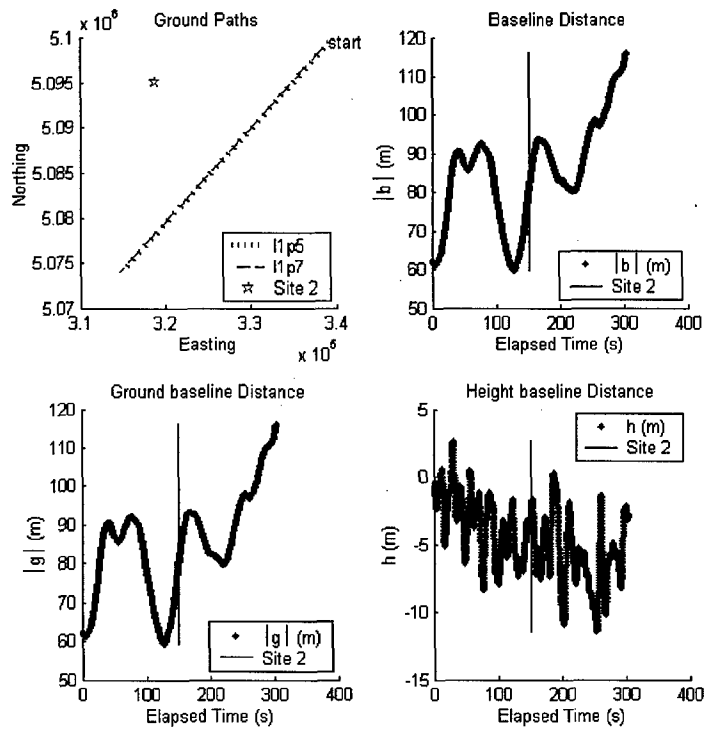 Ground Paths
x 10^6
5.1
5.095
5.09
5.085
5.08
5.075
5.07
Northing
start
l1p5
l1p7
Site 2
3.1
3.2
3.3
3.4
Easting
x 10^6
Baseline Distance
120
110
100
90
80
70
60
50
|b| (m)
|b| (m)
Site 2
0
100
200
300
400
Elapsed Time (s)
Ground baseline Distance
120
110
100
90
80
70
60
50
|g| (m)
|g| (m)
Site 2
0
100
200
300
400
Elapsed Time (s)
Height baseline Distance
5
0
-5
-10
-15
h (m)
h (m)
Site 2
0
100
200
300
400
Elapsed Time (s)